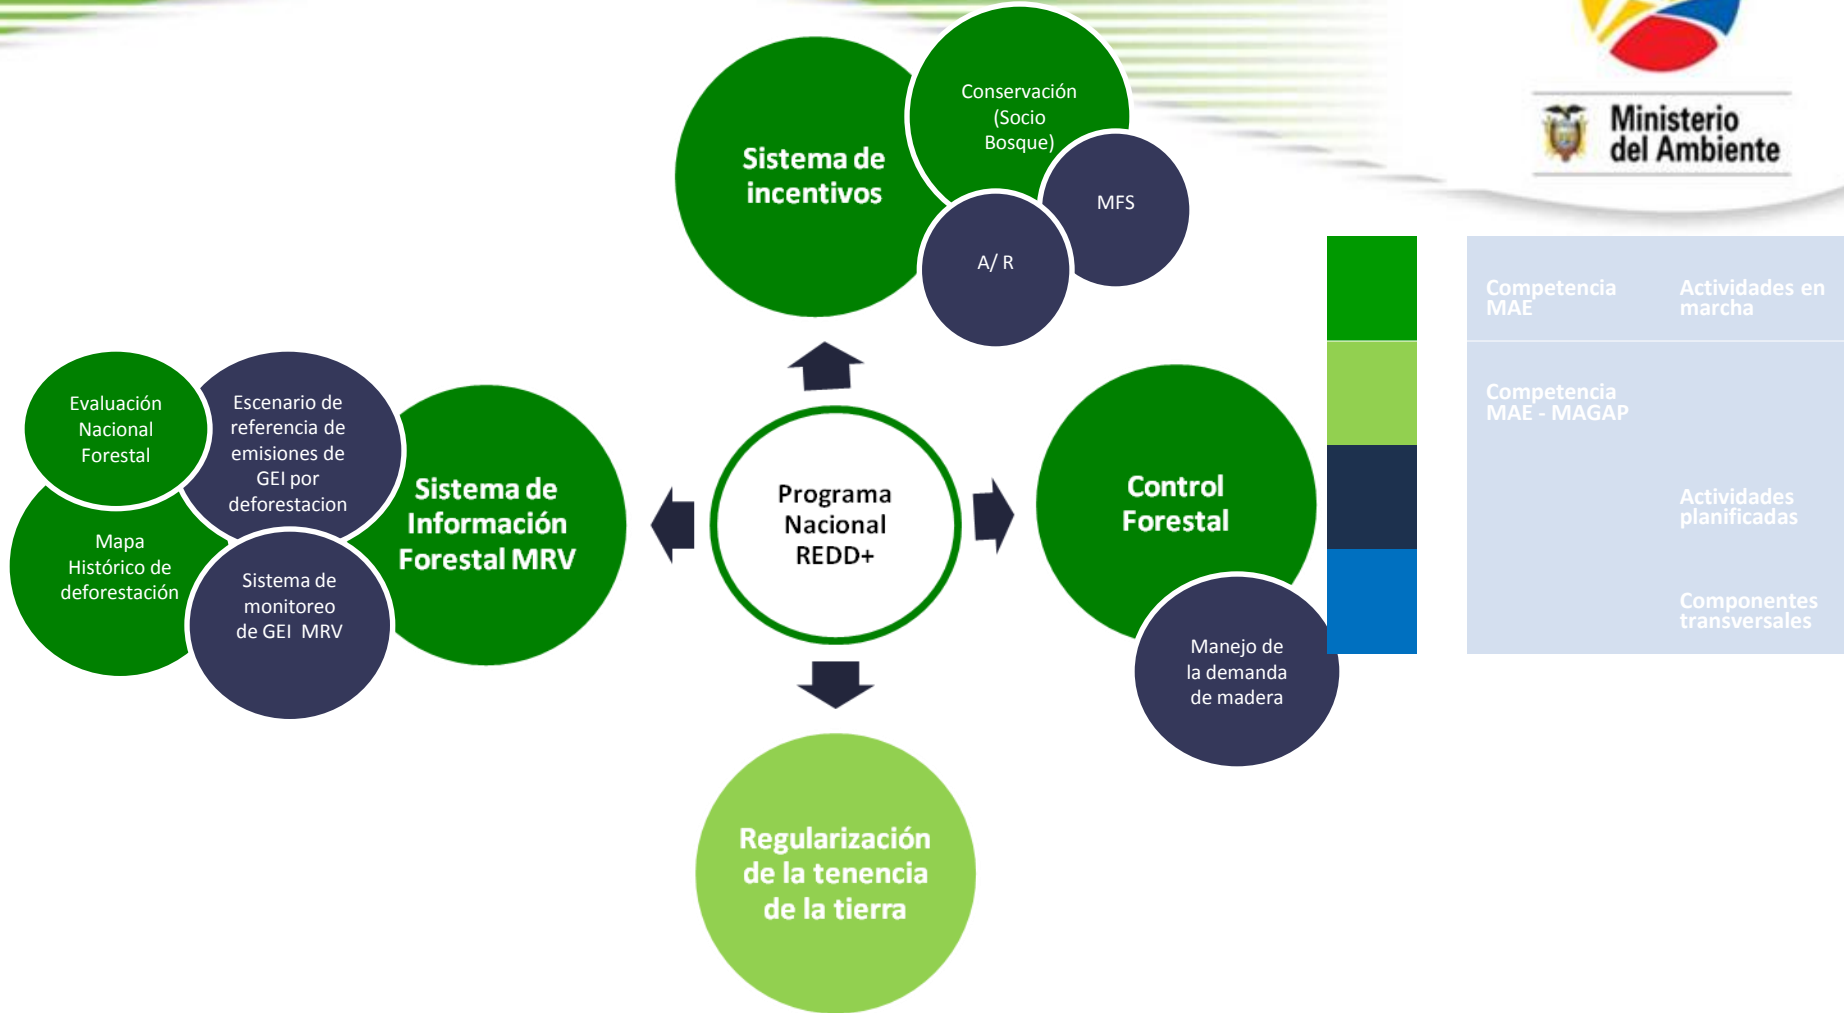 Ministerio
del Ambiente
Conservación
(Socio
Bosque)
Sistema de
incentivos
MFS
A/ R
Competencia
MAE
Actividades en
marcha
Competencia
MAE - MAGAP
Actividades
planificadas
Componentes
transversales
Evaluación
Nacional
Forestal
Escenario de
referencia de
emisiones de
GEI por
deforestacion
Mapa
Histórico de
deforestación
Sistema de
monitoreo
de GEI  MRV
Sistema de
Información
Forestal MRV
Programa
Nacional
REDD+
Control
Forestal
Manejo de
la demanda
de madera
Regularización
de la tenencia
de la tierra